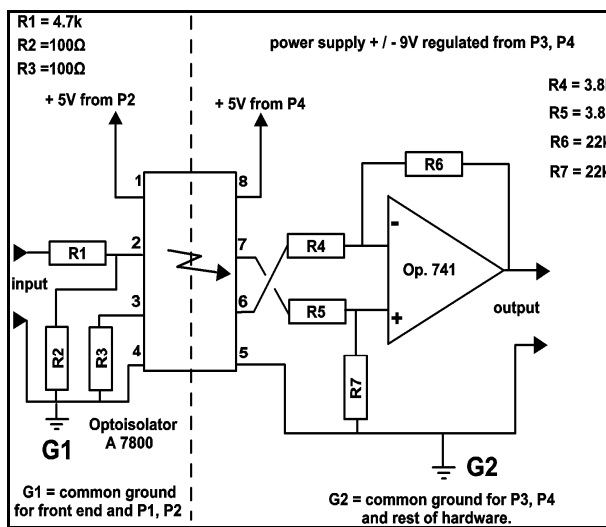 R1 = 4.7k
R2 =100Ω
R3 =100Ω
power supply + / - 9V regulated from P3, P4
+ 5V from P2
+ 5V from P4
R4 = 3.8
R5 = 3.8
R6 = 22k
R7 = 22k
1
8
R6
2
7
R1
R4
-
Op. 741
input
3
6
R5
+
output
R2
R3
4
5
R7
G1
Optoisolator
A 7800
G2
G1 = common ground
for front end and P1, P2
G2 = common ground for P3, P4
and rest of hardware.